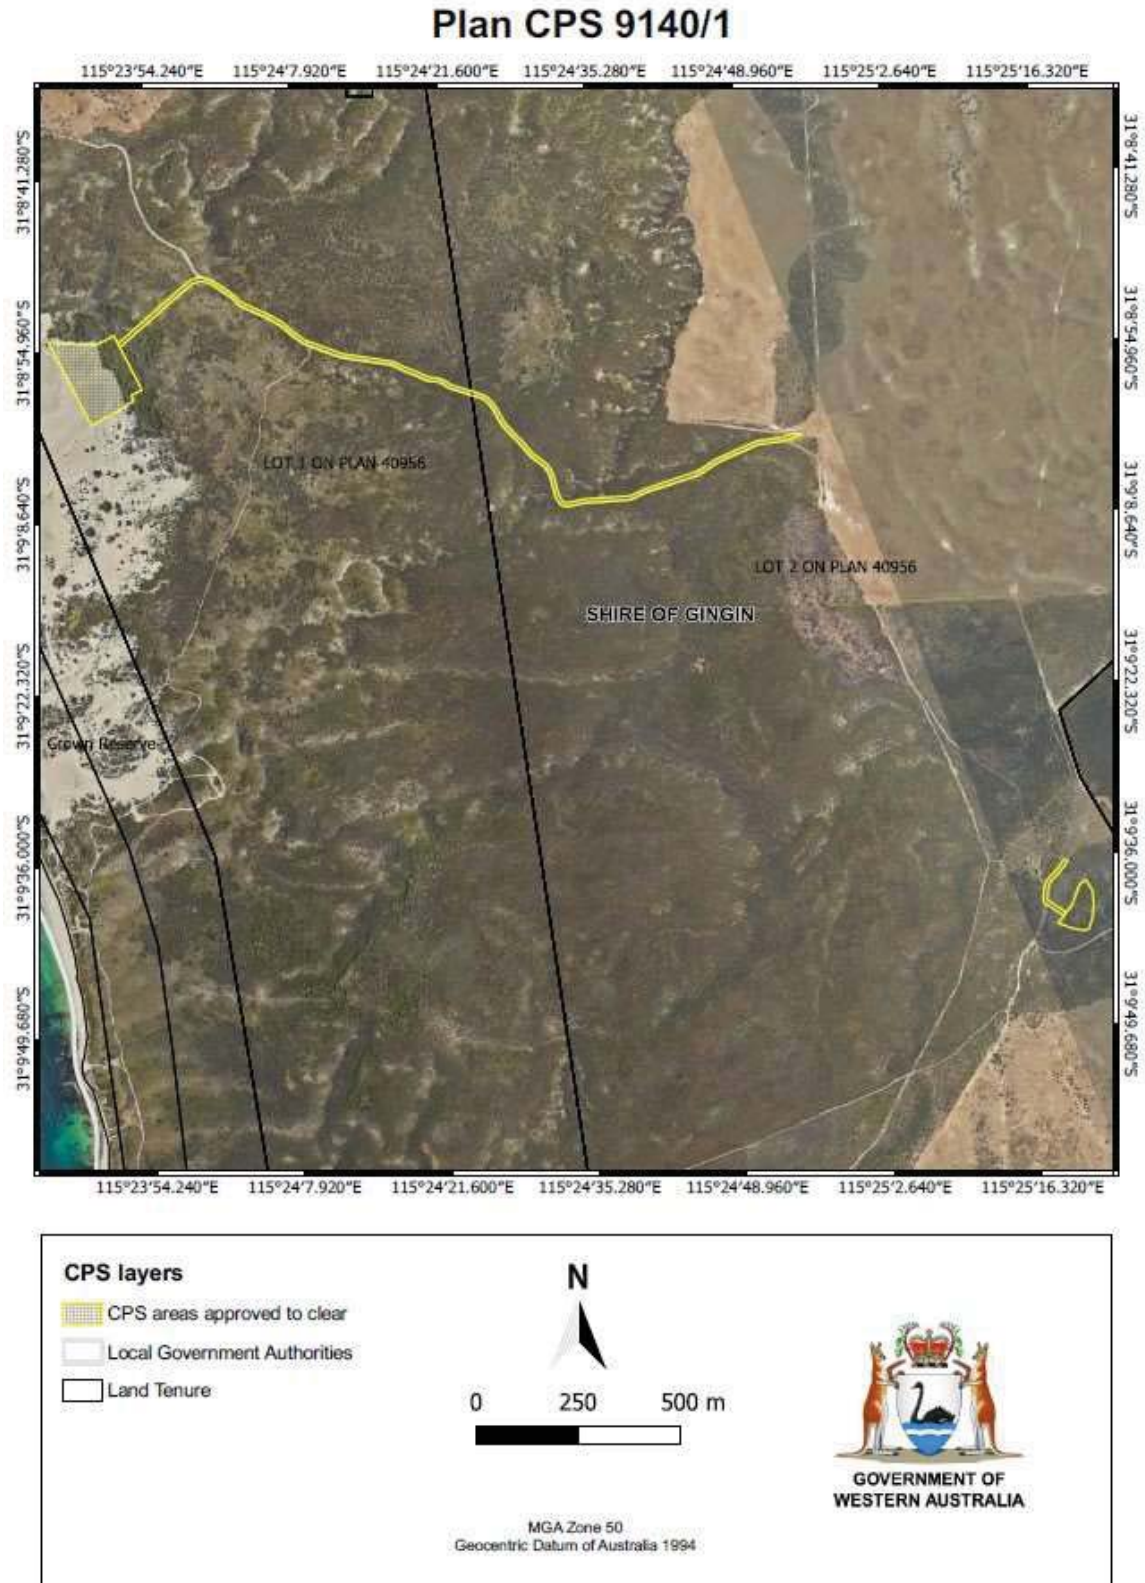 Plan CPS 9140/1
115°23'54.240"E 115°24'7.920"E 115°24'21.600"E 115°24'35.280"E 115°24'48.960"E 115°25'2.640"E 115°25'16.320"E
31°8'41.280"S
31°8'41.280"S
31°8'54.960"S
31°8'54.960"S
LOT 1 ON PLAN 40956
31°9'8.640"S
31°9'8.640"S
LOT 2 ON PLAN 40956
SHIRE OF GINGIN
31°9'22.320"S
31°9'22.320"S
Crown Reserve
31°9'36.000"S
31°9'36.000"S
31°9'49.680"S
31°9'49.680"S
115°23'54.240"E 115°24'7.920"E 115°24'21.600"E 115°24'35.280"E 115°24'48.960"E 115°25'2.640"E 115°25'16.320"E
CPS layers
CPS areas approved to clear
Local Government Authorities
Land Tenure
N
0 250 500 m
MGA Zone 50
Geocentric Datum of Australia 1994
GOVERNMENT OF
WESTERN AUSTRALIA